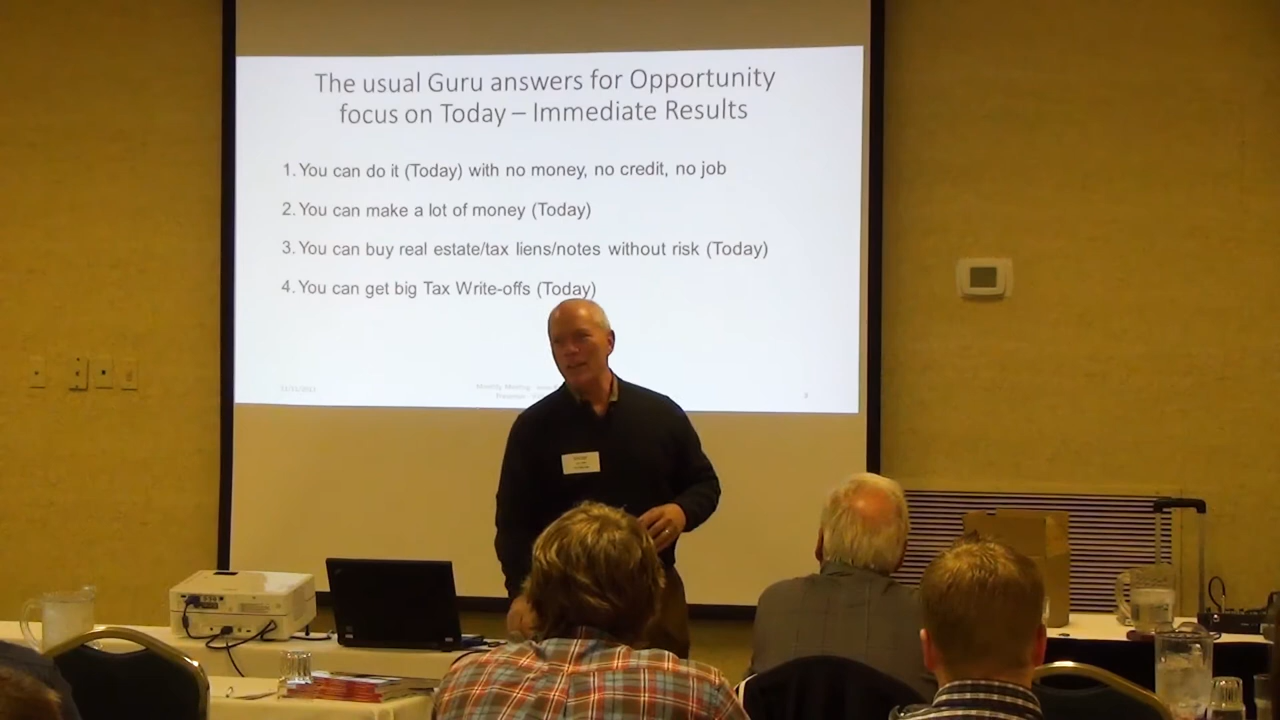 The usual Guru answers for Opportunity
focus on Today – Immediate Results
1. You can do it (Today) with no money, no credit, no job
2. You can make a lot of money (Today)
3. You can buy real estate/tax liens/notes without risk (Today)
4. You can get big Tax Write-offs (Today)
Monthly Meeting